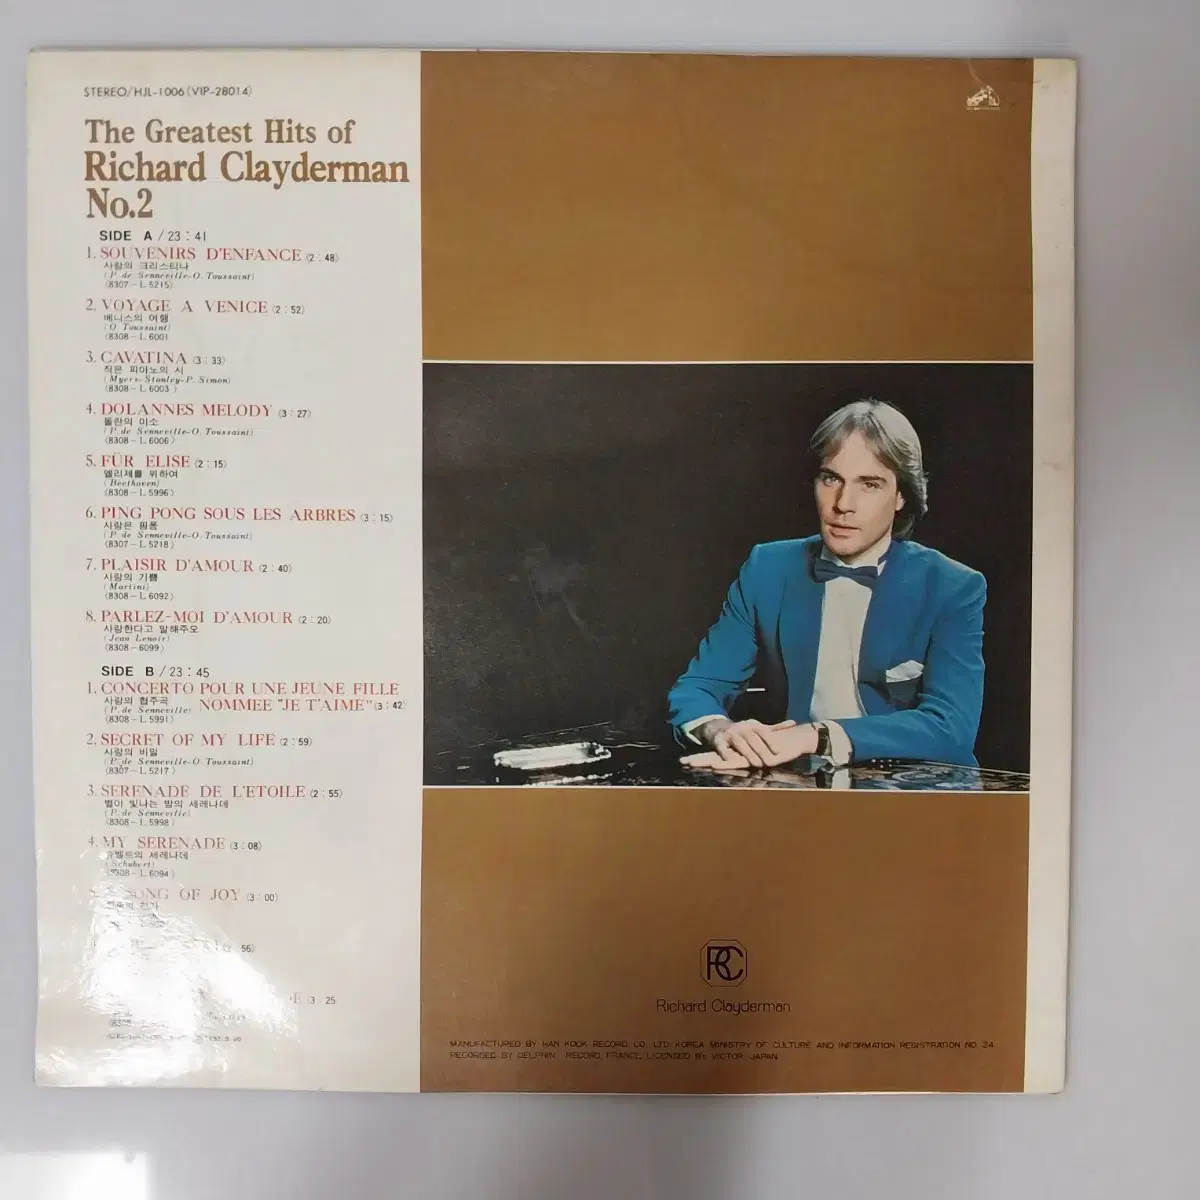 STEREO/HJL-1006(VIP-28014)
The Greatest Hits of
Richard Clayderman
No.2
SIDE A / 23 : 41
1. SOUVENIRS D'ENFANCE (2 : 48)
사랑의 크리스티나
(P. de Senneville-O. Toussaint)
(8307-L 5215)
2. VOYAGE A VENICE (2 : 52)
베니스의 여행
(O Toussaint)
(8308-L. 6001
3. CAVATINA (3 : 33)
작은 피아노의 시
(Myers-Stanley-P. Simon)
(8308-L. 6003 )
4. DOLANNES MELODY (3 : 27)
돌란의 미소
(P. de Senneville-O. Toussaint)
(8308-L. 6006 )
5. FÜR ELISE (2 : 15)
엘리제를 위하여
(Beethoven)
(8308-L. 5996)
6. PING PONG SOUS LES ARBRES (3 : 15)
사랑은 핑퐁
(P. de Senneville-O. Toussaint)
(8307-L 5218)
7. PLAISIR D'AMOUR (2 : 40)
사랑의 기쁨
(Martini)
(8308-L. 6092)
8. PARLEZ-MOI D'AMOUR (2 : 20)
사랑한다고 말해주오
(Jean Lenoir)
(8308-6099)
SIDE B / 23 : 45
1. CONCERTO POUR UNE JEUNE FILLE
사랑의 협주곡
(P. de Senneville) NOMMEE "JE T'AIME" (3 : 42)
(8308-L. 5991)
2. SECRET OF MY LIFE (2 : 59)
사랑의 비밀
(P. de Senneville-O. Toussaint)
(8307-L. 5217 )
3. SERENADE DE L'ETOILE (2 : 55)
별이 빛나는 밤의 세레나데
(P. de Senneville)
(8308-L. 5998 )
4. MY SERENADE (3 : 08)
슈벨트의 세레나데
(Schubert)
(8308-L. 6094 )
SONG OF JOY (3 : 00)
56)
(3 : 25
RC
Richard Clayderman
MANUFACTURED BY HAN KOOK RECORD CO. LTD. KOREA MINISTRY OF CULTURE AND INFORMATION REGISTRATION NO. 24.
RECORDED BY DELPHIN. RECORD, FRANCE, LICENSED BY VICTOR, JAPAN